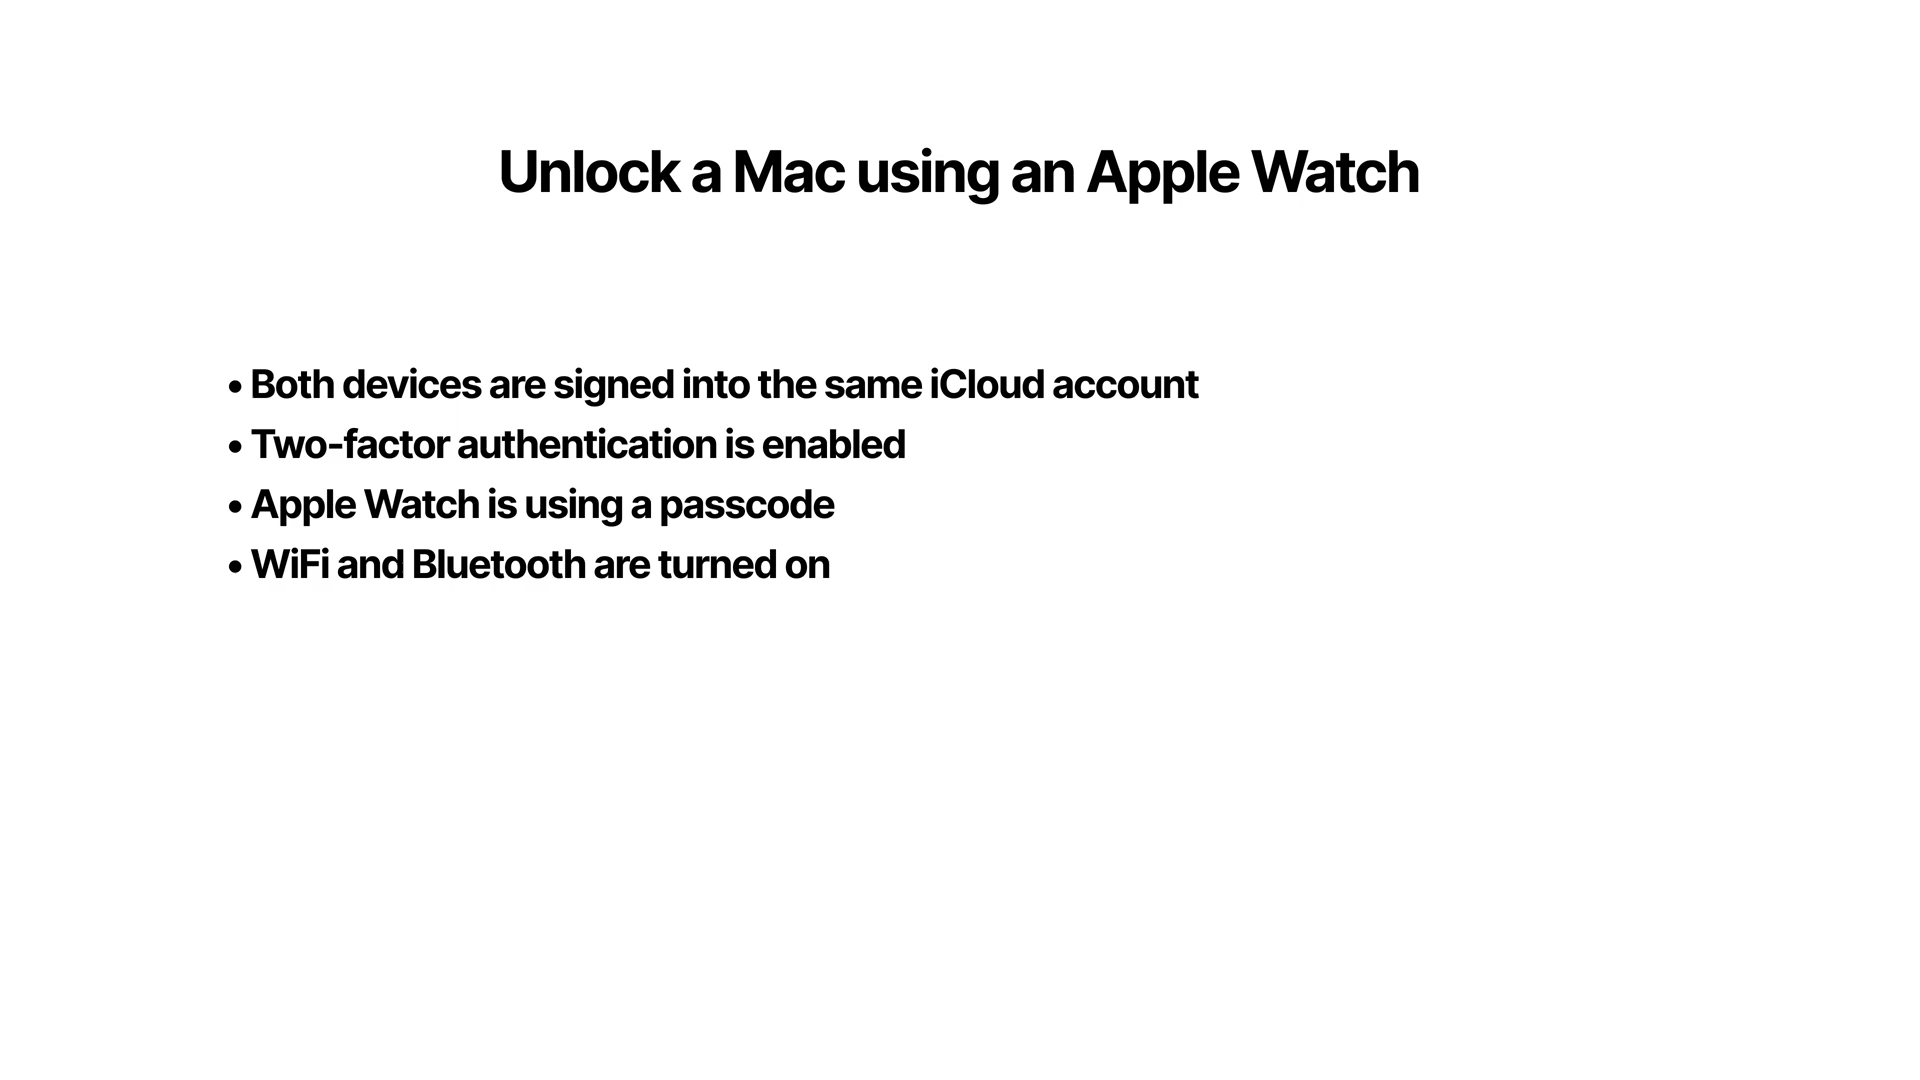 Unlock a Mac using an Apple Watch
• Both devices are signed into the same iCloud account
• Two-factor authentication is enabled
• Apple Watch is using a passcode
• WiFi and Bluetooth are turned on